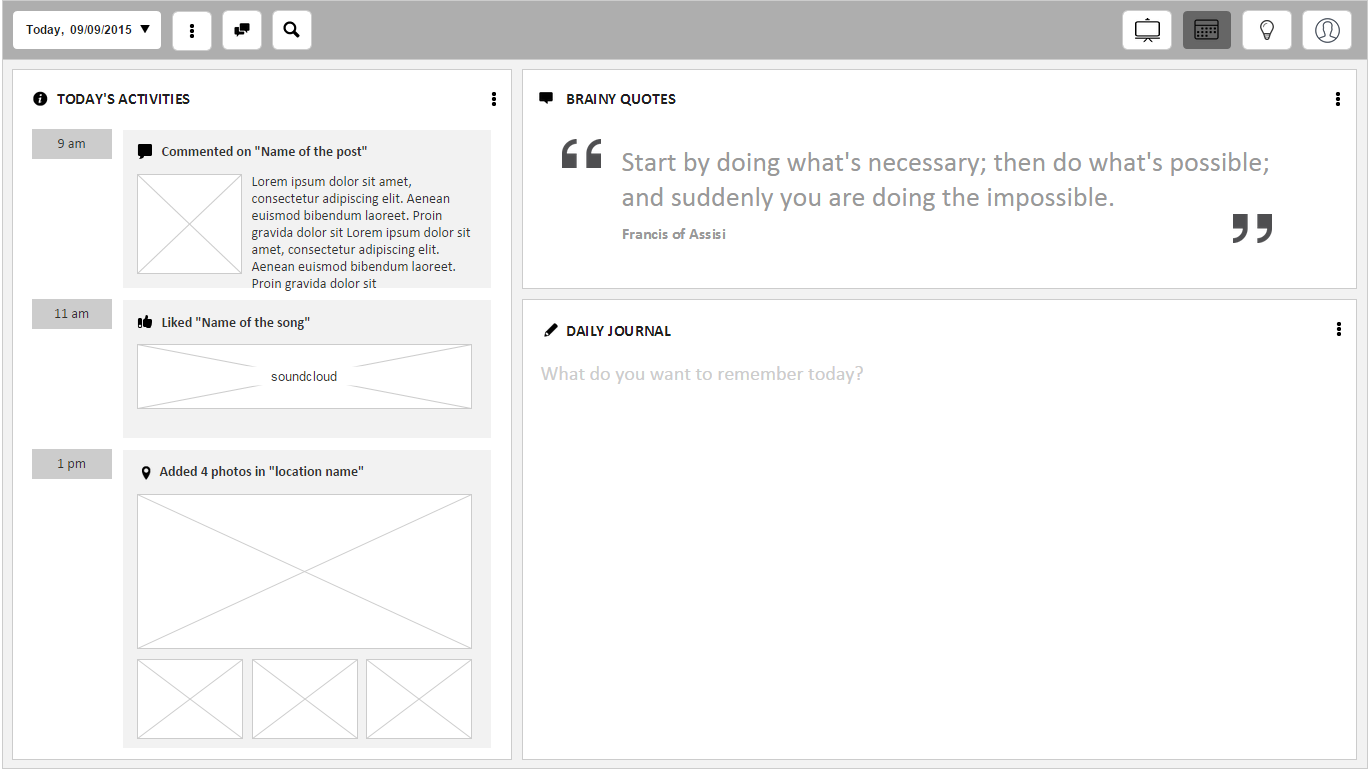 Today, 09/09/2015
TODAY'S ACTIVITIES
9 am
Commented on "Name of the post"
Lorem ipsum dolor sit amet,
consectetur adipiscing elit. Aenean
euismod bibendum laoreet. Proin
gravida dolor sit Lorem ipsum dolor sit
amet, consectetur adipiscing elit.
Aenean euismod bibendum laoreet.
Proin gravida dolor sit
11 am
Liked "Name of the song"
soundcloud
1 pm
Added 4 photos in "location name"
BRAINY QUOTES
“
Start by doing what's necessary; then do what's possible;
and suddenly you are doing the impossible.
”
Francis of Assisi
DAILY JOURNAL
What do you want to remember today?